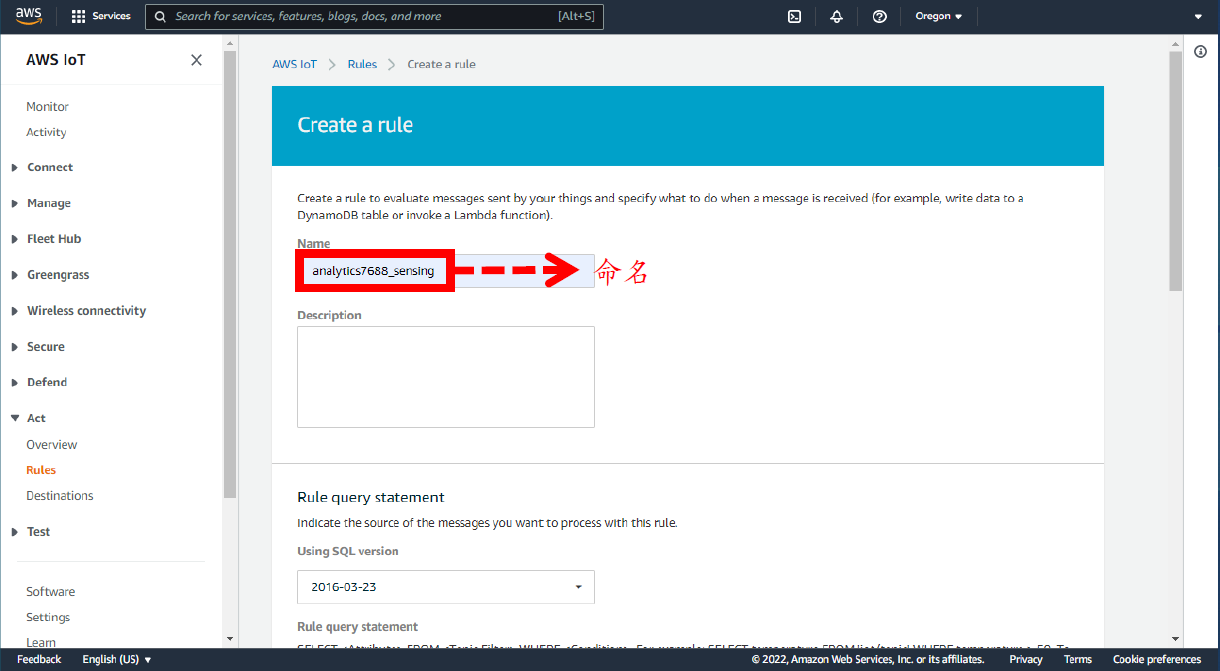 aws
Services
Search for services, features, blogs, docs, and more
[Alt+S]
Oregon
AWS IoT
Monitor
Activity
Connect
Manage
Fleet Hub
Greengrass
Wireless connectivity
Secure
Defend
Act
Overview
Rules
Destinations
Test
Software
Settings
Learn
AWS IoT > Rules > Create a rule
Create a rule
Create a rule to evaluate messages sent by your things and specify what to do when a message is received (for example, write data to a
DynamoDB table or invoke a Lambda function).
Name
analytics7688_sensing
命名
Description
Rule query statement
Indicate the source of the messages you want to process with this rule.
Using SQL version
2016-03-23
Rule query statement
Feedback
English (US)
© 2022, Amazon Web Services, Inc. or its affiliates.
Privacy
Terms
Cookie preferences